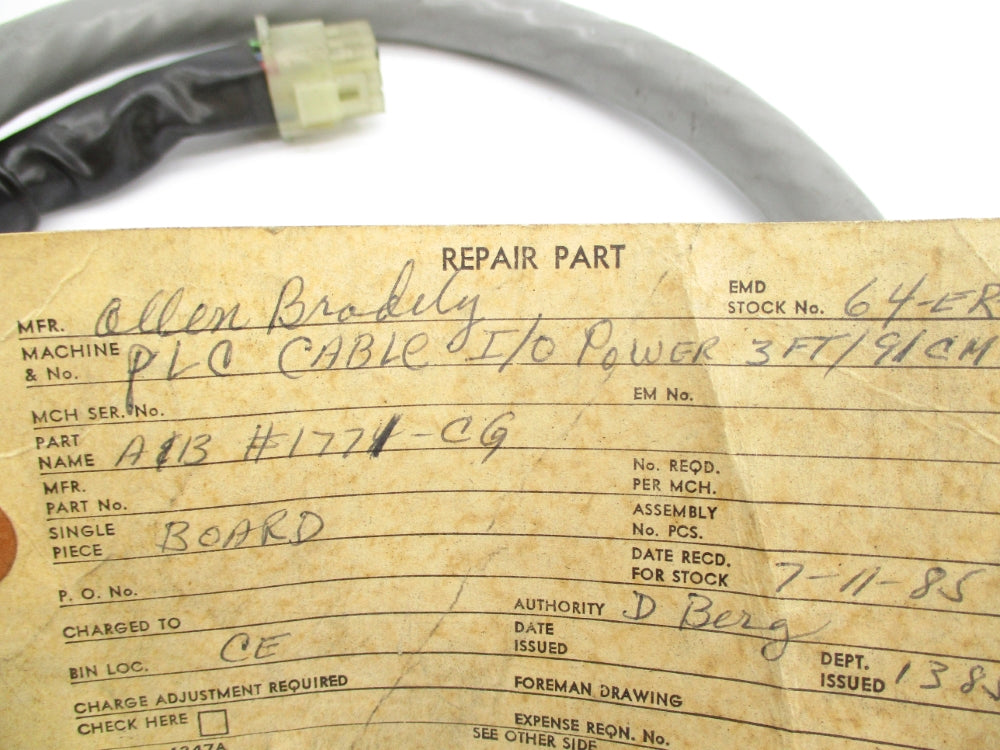 REPAIR PART
MFR. Allen Bradely EMD STOCK No. 64-ER
MACHINE & No. PLC CABLE I/O POWER 3FT/91CM
MCH SER. No. EM No.
PART NAME A/B #1771-CG
MFR. PART No. No. REQD. PER MCH.
SINGLE PIECE BOARD ASSEMBLY No. PCS.
P. O. No. DATE RECD. FOR STOCK 7-11-85
CHARGED TO AUTHORITY D Berg
BIN LOC. CE DATE ISSUED DEPT. ISSUED 138
CHARGE ADJUSTMENT REQUIRED FOREMAN DRAWING
CHECK HERE EXPENSE REQN. No.
1347A SEE OTHER SIDE